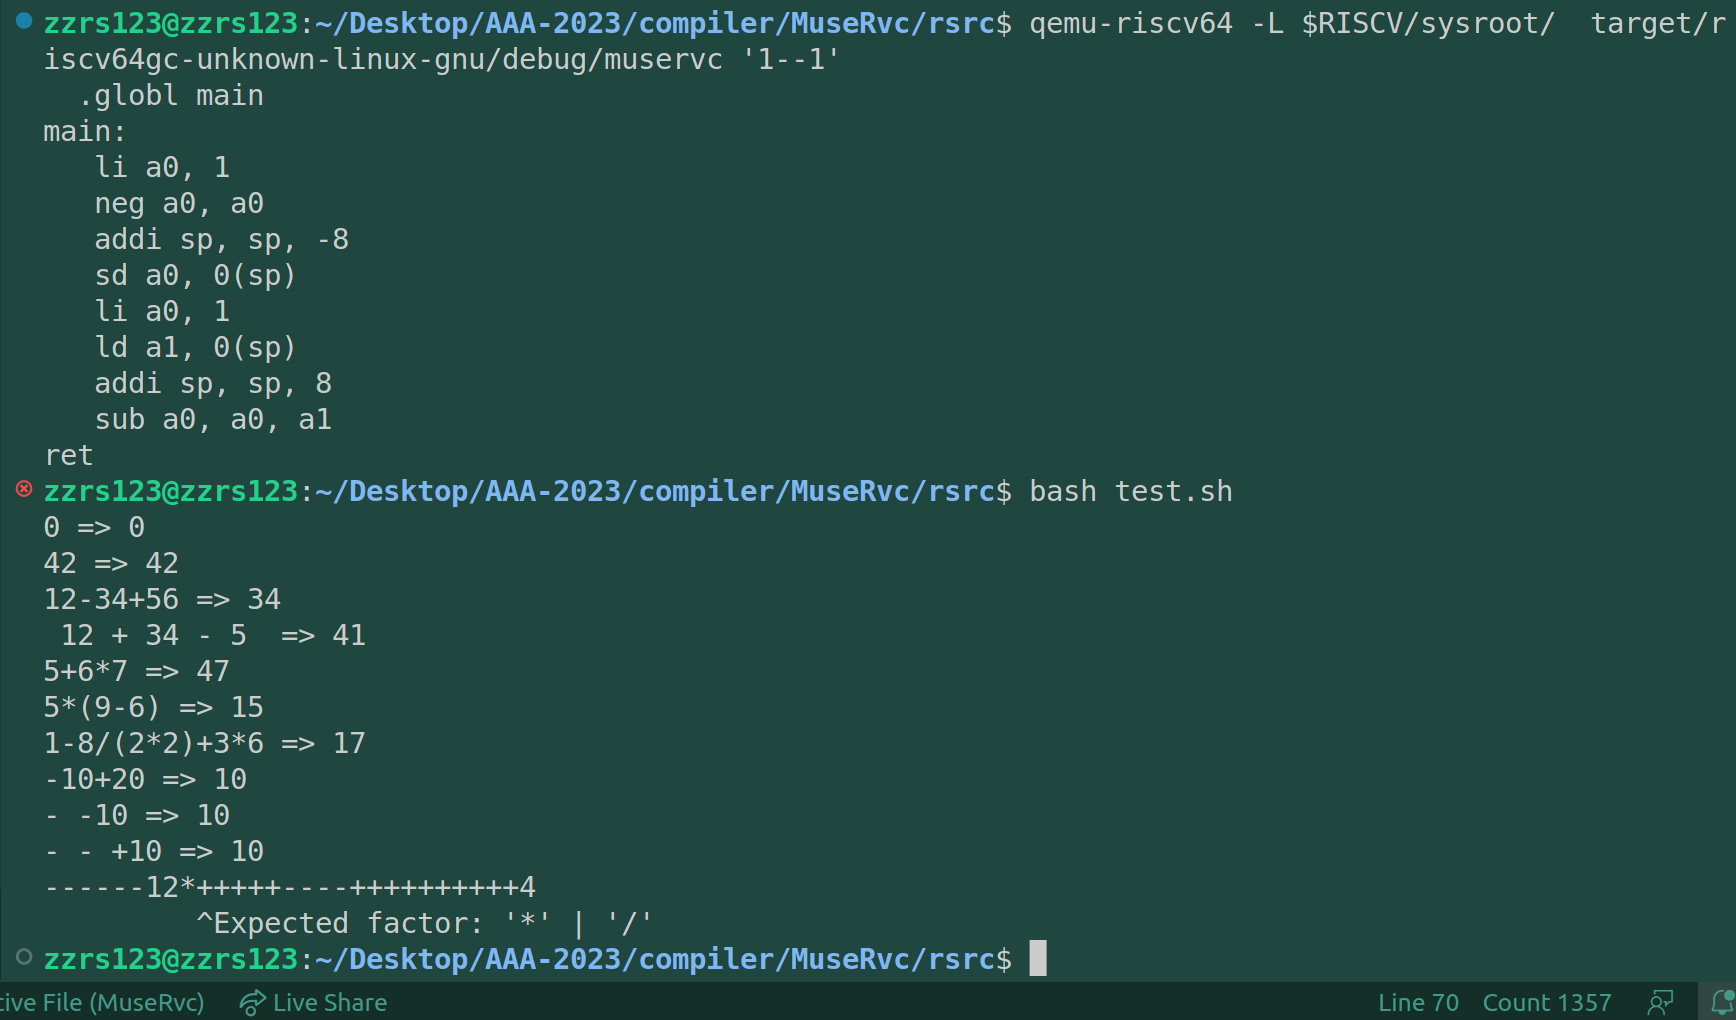 zzrs123@zzrs123:~/Desktop/AAA-2023/compiler/MuseRvc/rsrc$ qemu-riscv64 -L $RISCV/sysroot/  target/r
iscv64gc-unknown-linux-gnu/debug/muservc '1--1'
  .globl main
main:
   li a0, 1
   neg a0, a0
   addi sp, sp, -8
   sd a0, 0(sp)
   li a0, 1
   ld a1, 0(sp)
   addi sp, sp, 8
   sub a0, a0, a1
ret
zzrs123@zzrs123:~/Desktop/AAA-2023/compiler/MuseRvc/rsrc$ bash test.sh
0 => 0
42 => 42
12-34+56 => 34
 12 + 34 - 5  => 41
5+6*7 => 47
5*(9-6) => 15
1-8/(2*2)+3*6 => 17
-10+20 => 10
- -10 => 10
- - +10 => 10
------12*+++++----++++++++++4
         ^Expected factor: '*' | '/'
zzrs123@zzrs123:~/Desktop/AAA-2023/compiler/MuseRvc/rsrc$
tive File (MuseRvc) Live Share Line 70 Count 1357